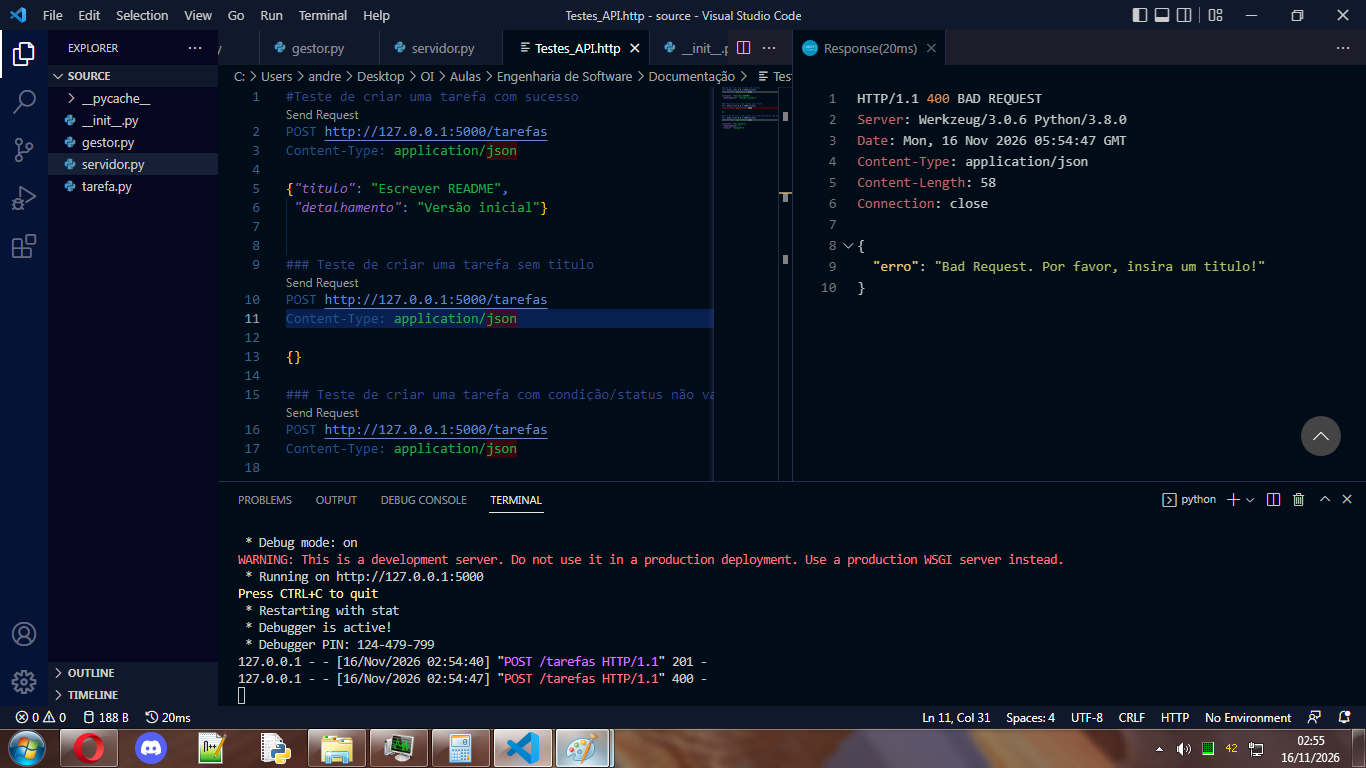 File Edit Selection View Go Run Terminal Help
Testes_API.http - source - Visual Studio Code
EXPLORER
SOURCE
__pycache__
__init__.py
gestor.py
servidor.py
tarefa.py
OUTLINE
TIMELINE
gestor.py servidor.py Testes_API.http __init__.p
C: > Users > andre > Desktop > OI > Aulas > Engenharia de Software > Documentação > Test
1 #Teste de criar uma tarefa com sucesso
Send Request
2 POST http://127.0.0.1:5000/tarefas
3 Content-Type: application/json
4
5 {"titulo": "Escrever README",
6 "detalhamento": "Versão inicial"}
7
8
9 ### Teste de criar uma tarefa sem titulo
Send Request
10 POST http://127.0.0.1:5000/tarefas
11 Content-Type: application/json
12
13 {}
14
15 ### Teste de criar uma tarefa com condição/status não va
Send Request
16 POST http://127.0.0.1:5000/tarefas
17 Content-Type: application/json
18
Response(20ms)
1 HTTP/1.1 400 BAD REQUEST
2 Server: Werkzeug/3.0.6 Python/3.8.0
3 Date: Mon, 16 Nov 2026 05:54:47 GMT
4 Content-Type: application/json
5 Content-Length: 58
6 Connection: close
7
8 {
9 "erro": "Bad Request. Por favor, insira um titulo!"
10 }
PROBLEMS OUTPUT DEBUG CONSOLE TERMINAL
python
* Debug mode: on
WARNING: This is a development server. Do not use it in a production deployment. Use a production WSGI server instead.
* Running on http://127.0.0.1:5000
Press CTRL+C to quit
* Restarting with stat
* Debugger is active!
* Debugger PIN: 124-479-799
127.0.0.1 - - [16/Nov/2026 02:54:40] "POST /tarefas HTTP/1.1" 201 -
127.0.0.1 - - [16/Nov/2026 02:54:47] "POST /tarefas HTTP/1.1" 400 -
0 0 188 B 20ms
Ln 11, Col 31 Spaces: 4 UTF-8 CRLF HTTP No Environment
42
02:55
16/11/2026